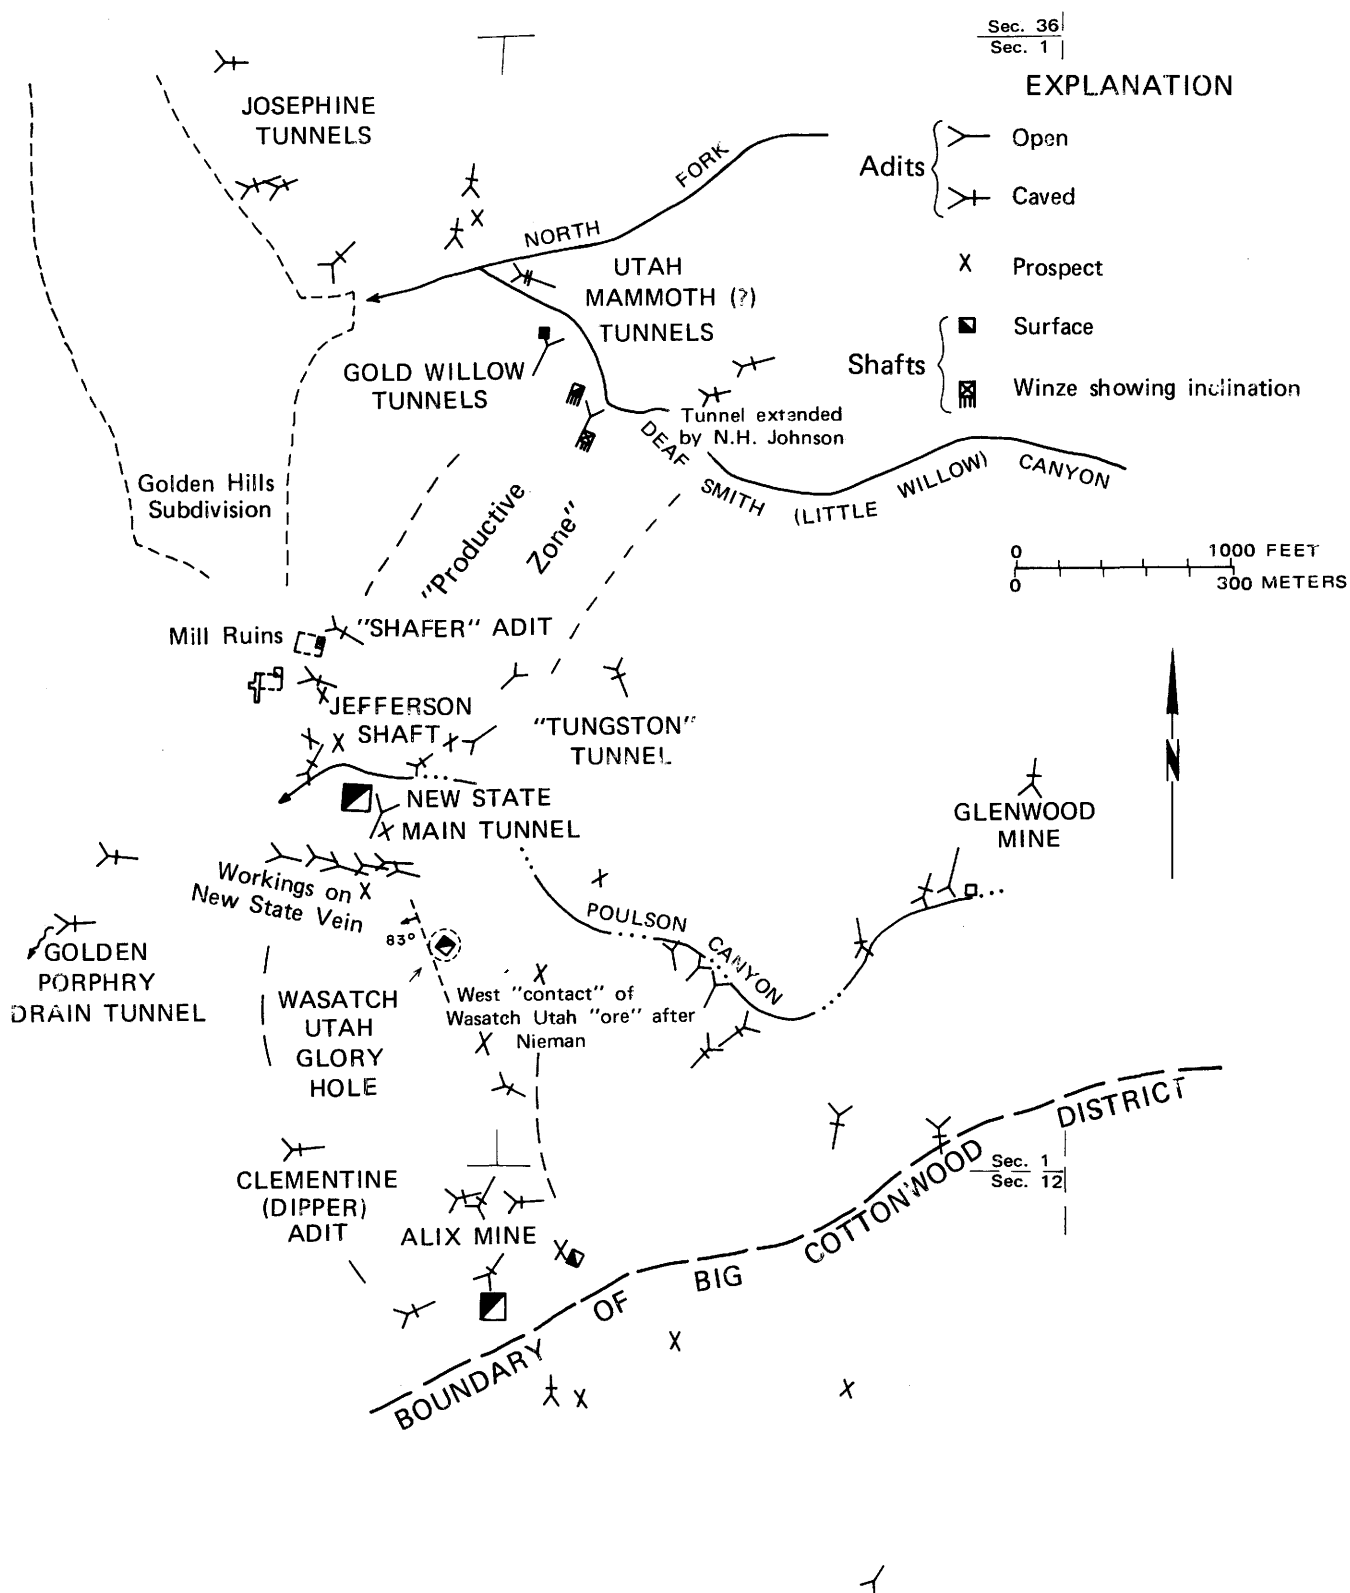 Sec. 36
Sec. 1
EXPLANATION
Adits
Open
Caved
X Prospect
Shafts
Surface
Winze showing inclination
JOSEPHINE
TUNNELS
NORTH FORK
UTAH
MAMMOTH (?)
TUNNELS
GOLD WILLOW
TUNNELS
Tunnel extended
by N.H. Johnson
DEAF SMITH (LITTLE WILLOW) CANYON
Golden Hills
Subdivision
"Productive
Zone"
0 1000 FEET
0 300 METERS
Mill Ruins
"SHAFER" ADIT
JEFFERSON
SHAFT
"TUNGSTON"
TUNNEL
N
NEW STATE
MAIN TUNNEL
GLENWOOD
MINE
Workings on
New State Vein
83°
POULSON CANYON
GOLDEN
PORPHRY
DRAIN TUNNEL
WASATCH
UTAH
GLORY
HOLE
West "contact" of
Wasatch Utah "ore" after
Nieman
CLEMENTINE
(DIPPER)
ADIT
ALIX MINE
Sec. 1
Sec. 12
BOUNDARY OF BIG COTTONWOOD DISTRICT